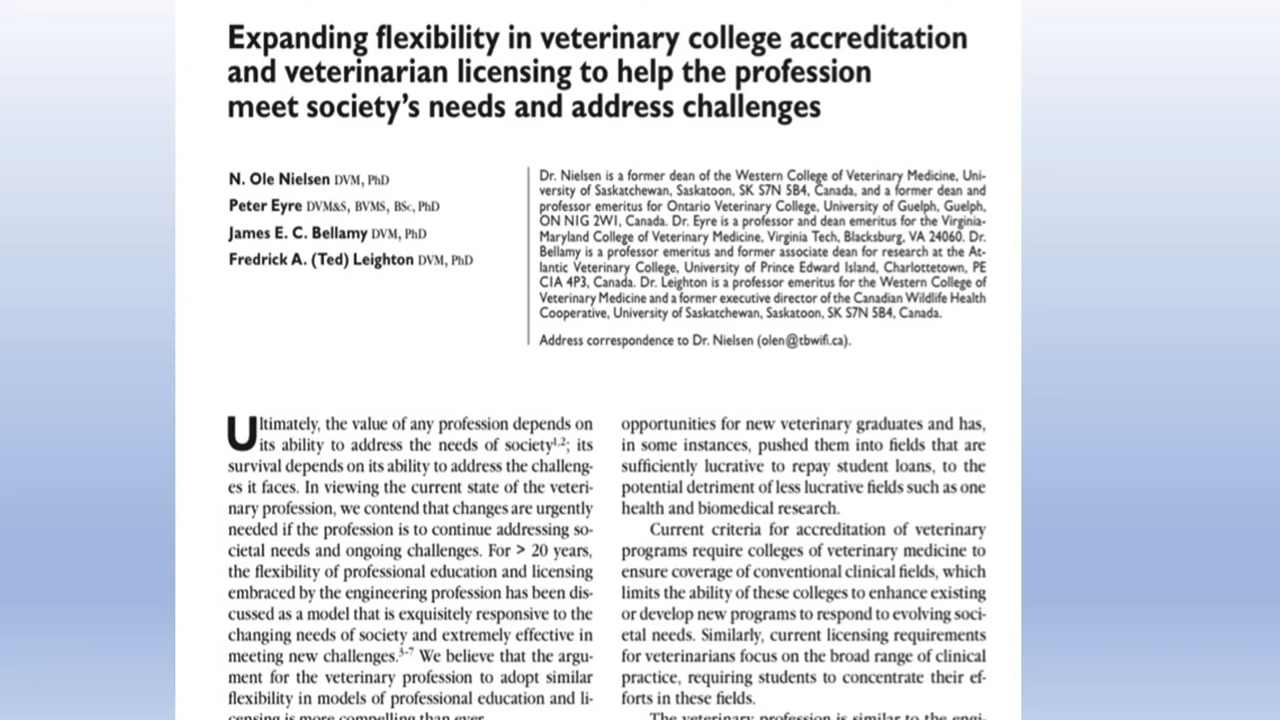 Expanding flexibility in veterinary college accreditation
and veterinarian licensing to help the profession
meet society's needs and address challenges
N. Ole Nielsen DVM, PhD
Peter Eyre DVM&S, BVMS, BSc, PhD
James E. C. Bellamy DVM, PhD
Fredrick A. (Ted) Leighton DVM, PhD
Dr. Nielsen is a former dean of the Western College of Veterinary Medicine, Uni-
versity of Saskatchewan, Saskatoon, SK S7N 5B4, Canada, and a former dean and
professor emeritus for Ontario Veterinary College, University of Guelph, Guelph,
ON N1G 2W1, Canada. Dr. Eyre is a professor and dean emeritus for the Virginia-
Maryland College of Veterinary Medicine, Virginia Tech, Blacksburg, VA 24060. Dr.
Bellamy is a professor emeritus and former associate dean for research at the At-
lantic Veterinary College, University of Prince Edward Island, Charlottetown, PE
C1A 4P3, Canada. Dr. Leighton is a professor emeritus for the Western College of
Veterinary Medicine and a former executive director of the Canadian Wildlife Health
Cooperative, University of Saskatchewan, Saskatoon, SK S7N 5B4, Canada.
Address correspondence to Dr. Nielsen (olen@tbwifi.ca).
Ultimately, the value of any profession depends on
its ability to address the needs of society1,2; its
survival depends on its ability to address the challeng-
es it faces. In viewing the current state of the veteri-
nary profession, we contend that changes are urgently
needed if the profession is to continue addressing so-
cietal needs and ongoing challenges. For > 20 years,
the flexibility of professional education and licensing
embraced by the engineering profession has been dis-
cussed as a model that is exquisitely responsive to the
changing needs of society and extremely effective in
meeting new challenges.3-7 We believe that the argu-
ment for the veterinary profession to adopt similar
flexibility in models of professional education and li-
censing is more compelling than ever.
opportunities for new veterinary graduates and has,
in some instances, pushed them into fields that are
sufficiently lucrative to repay student loans, to the
potential detriment of less lucrative fields such as one
health and biomedical research.
Current criteria for accreditation of veterinary
programs require colleges of veterinary medicine to
ensure coverage of conventional clinical fields, which
limits the ability of these colleges to enhance existing
or develop new programs to respond to evolving soci-
etal needs. Similarly, current licensing requirements
for veterinarians focus on the broad range of clinical
practice, requiring students to concentrate their ef-
forts in these fields.
The veterinary profession is similar to the engi-